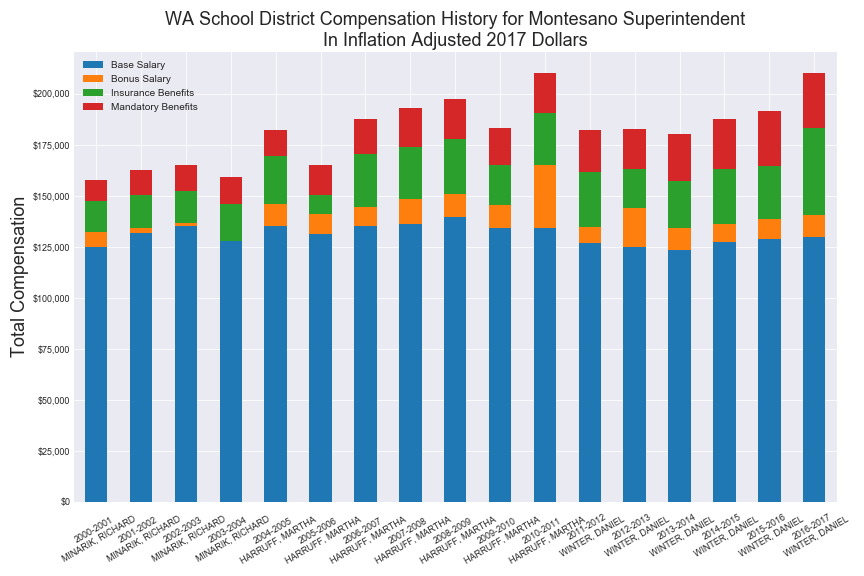 WA School District Compensation History for Montesano Superintendent
In Inflation Adjusted 2017 Dollars
Base Salary
Bonus Salary
Insurance Benefits
Mandatory Benefits
Total Compensation
$200,000
$175,000
$150,000
$125,000
$100,000
$75,000
$50,000
$25,000
$0
2000-2001
MINARIK, RICHARD
2001-2002
MINARIK, RICHARD
2002-2003
MINARIK, RICHARD
2003-2004
MINARIK, RICHARD
2004-2005
HARRUFF, MARTHA
2005-2006
HARRUFF, MARTHA
2006-2007
HARRUFF, MARTHA
2007-2008
HARRUFF, MARTHA
2008-2009
HARRUFF, MARTHA
2009-2010
HARRUFF, MARTHA
2010-2011
HARRUFF, MARTHA
2011-2012
WINTER, DANIEL
2012-2013
WINTER, DANIEL
2013-2014
WINTER, DANIEL
2014-2015
WINTER, DANIEL
2015-2016
WINTER, DANIEL
2016-2017
WINTER, DANIEL